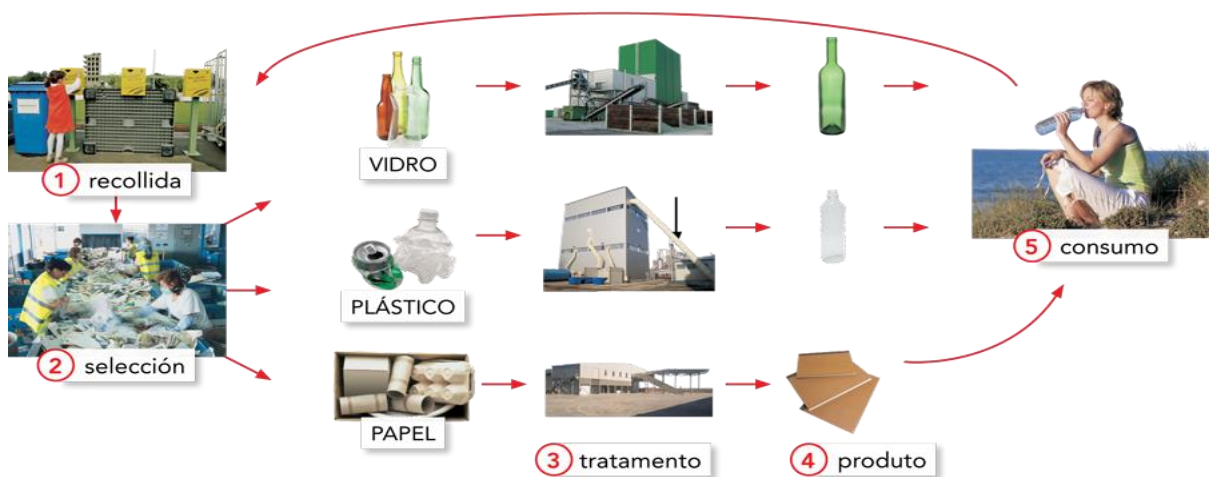 VIDRO
1 recollida
PLÁSTICO
5 consumo
2 selección
PAPEL
3 tratamento
4 produto